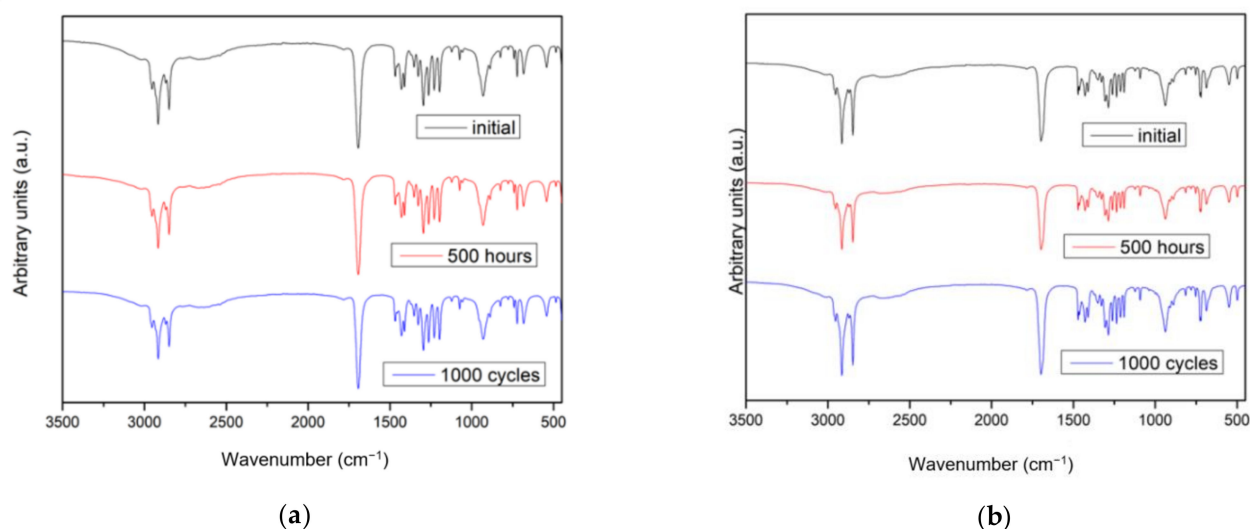 Arbitrary units (a.u.)
initial
500 hours
1000 cycles
3500 3000 2500 2000 1500 1000 500
Wavenumber (cm⁻¹)
(a)
Arbitrary units (a.u.)
initial
500 hours
1000 cycles
3500 3000 2500 2000 1500 1000 500
Wavenumber (cm⁻¹)
(b)